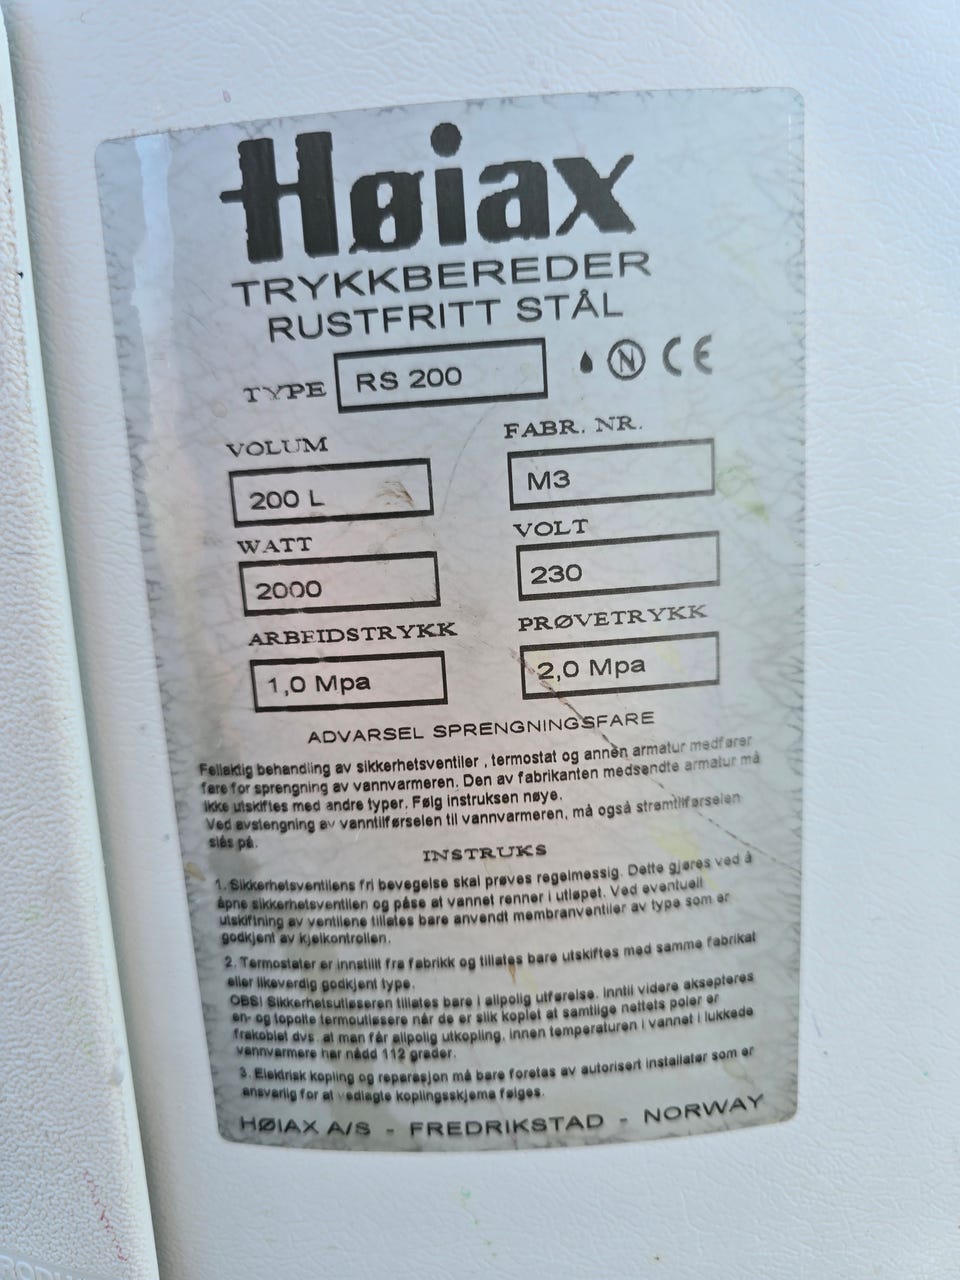 Høiax
TRYKKBEREDER
RUSTFRITT STÅL
TYPE RS 200 N CE
VOLUM FABR. NR.
200 L M3
WATT VOLT
2000 230
ARBEIDSTRYKK PRØVETRYKK
1,0 Mpa 2,0 Mpa
ADVARSEL SPRENGNINGSFARE
Feilaktig behandling av sikkerhetsventiler , termostat og annen armatur medfører
fare for sprengning av vannvarmeren. Den av fabrikanten medsendte armatur må
ikke utskiftes med andre typer. Følg instruksen nøye.
Ved avstengning av vanntilførselen til vannvarmeren, må også strømtilførselen
slås på.
INSTRUKS
1. Sikkerhetsventilens fri bevegelse skal prøves regelmessig. Dette gjøres ved å
åpne sikkerhetsventilen og påse at vannet renner i utløpet. Ved eventuell
utskiftning av ventilene tillates bare anvendt membranventiler av type som er
godkjent av kjelkontrollen.
2. Termostater er innstillt fra fabrikk og tillates bare utskiftes med samme fabrikat
eller likeverdig godkjent type.
OBS! Sikkerhetsutløseren tillates bare i allpolig utførelse. Inntil videre aksepteres
en- og topolte termoutløsere når de er slik koplet at samtlige nettets poler er
frakoblet dvs. at man får allpolig utkopling, innen temperaturen i vannet i lukkede
vannvarmere har nådd 112 grader.
3. Elektrisk kopling og reparasjon må bare foretas av autorisert installatør som er
ansvarlig for at vedlagte koplingsskjema følges.
HØIAX A/S - FREDRIKSTAD - NORWAY